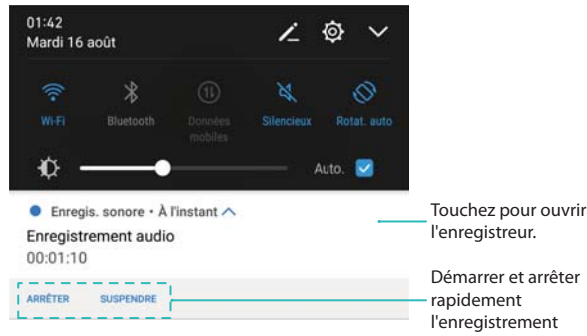 01:42
Mardi 16 août
Wi-Fi
Bluetooth
Données
mobiles
Silencieux
Rotat. auto
Auto.
Enregis. sonore • À l'instant
Enregistrement audio
00:01:10
ARRÊTER SUSPENDRE
Touchez pour ouvrir
l'enregistreur.
Démarrer et arrêter
rapidement
l'enregistrement